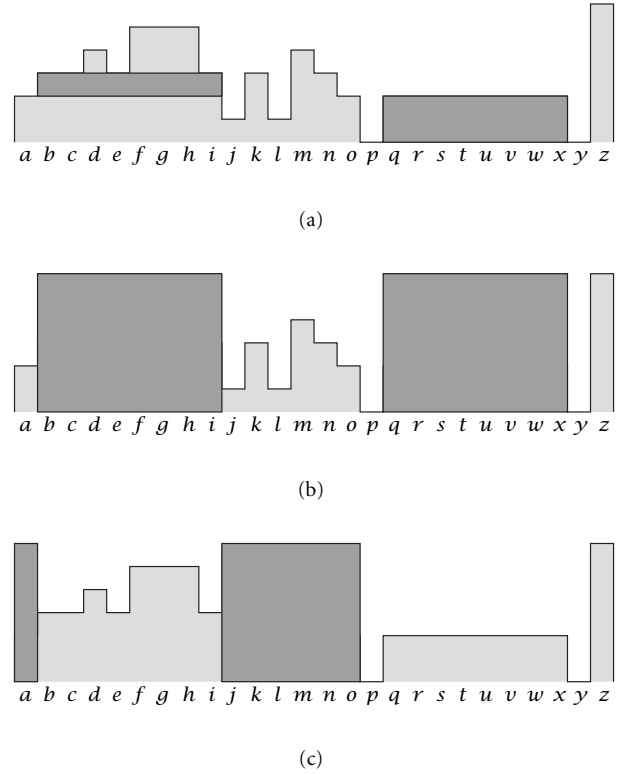 a b c d e f g h i j k l m n o p q r s t u v w x y z
(a)
a b c d e f g h i j k l m n o p q r s t u v w x y z
(b)
a b c d e f g h i j k l m n o p q r s t u v w x y z
(c)